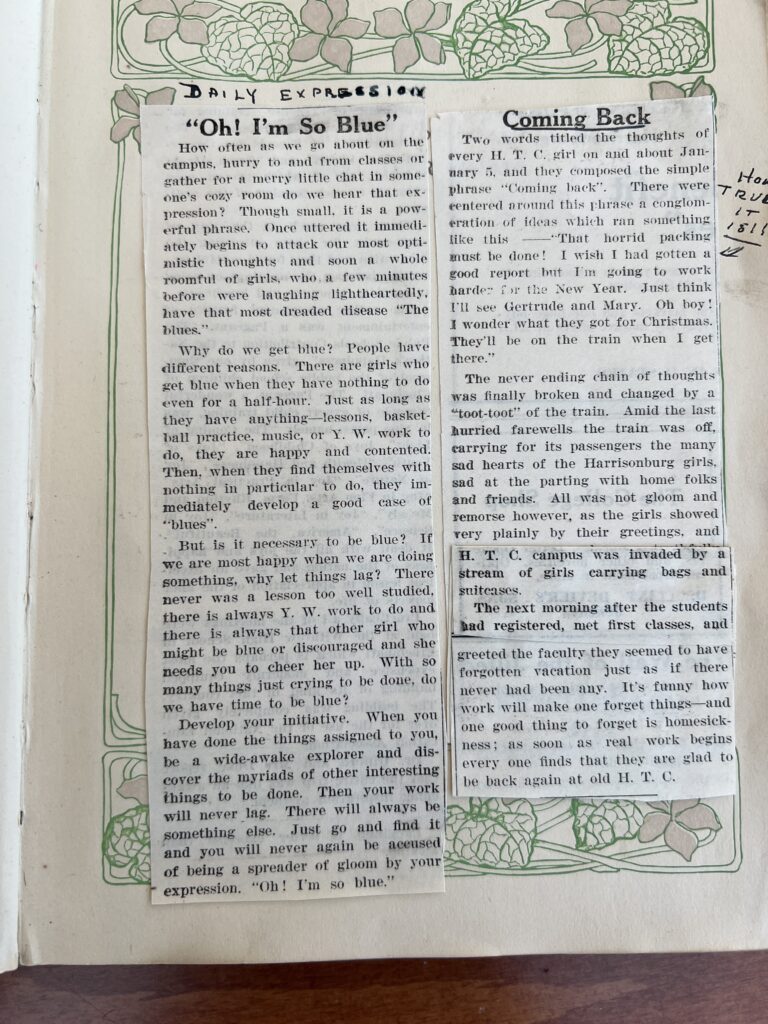 DAILY EXPRESSION
"Oh! I'm So Blue"
How often as we go about on the
campus, hurry to and from classes or
gather for a merry little chat in some-
one's cozy room do we hear that ex-
pression? Though small, it is a pow-
erful phrase. Once uttered it immedi-
ately begins to attack our most opti-
mistic thoughts and soon a whole
roomful of girls, who a few minutes
before were laughing lightheartedly,
have that most dreaded disease "The
blues."
Why do we get blue? People have
different reasons. There are girls who
get blue when they have nothing to do
even for a half-hour. Just as long as
they have anything—lessons, basket-
ball practice, music, or Y. W. work to
do, they are happy and contented.
Then, when they find themselves with
nothing in particular to do, they im-
mediately develop a good case of
"blues".
But is it necessary to be blue? If
we are most happy when we are doing
something, why let things lag? There
never was a lesson too well studied,
there is always Y. W. work to do and
there is always that other girl who
might be blue or discouraged and she
needs you to cheer her up. With so
many things just crying to be done, do
we have time to be blue?
Develop your initiative. When you
have done the things assigned to you,
be a wide-awake explorer and dis-
cover the myriads of other interesting
things to be done. Then your work
will never lag. There will always be
something else. Just go and find it
and you will never again be accused
of being a spreader of gloom by your
expression. "Oh! I'm so blue."
Coming Back
Two words titled the thoughts of
every H. T. C. girl on and about Jan-
uary 5, and they composed the simple
phrase "Coming back". There were
centered around this phrase a conglom-
eration of ideas which ran something
like this ——"That horrid packing
must be done! I wish I had gotten a
good report but I'm going to work
harder for the New Year. Just think
I'll see Gertrude and Mary. Oh boy!
I wonder what they got for Christmas.
They'll be on the train when I get
there."
The never ending chain of thoughts
was finally broken and changed by a
"toot-toot" of the train. Amid the last
hurried farewells the train was off,
carrying for its passengers the many
sad hearts of the Harrisonburg girls,
sad at the parting with home folks
and friends. All was not gloom and
remorse however, as the girls showed
very plainly by their greetings, and
H. T. C. campus was invaded by a
stream of girls carrying bags and
suitcases.
The next morning after the students
had registered, met first classes, and
greeted the faculty they seemed to have
forgotten vacation just as if there
never had been any. It's funny how
work will make one forget things—and
one good thing to forget is homesick-
ness; as soon as real work begins
every one finds that they are glad to
be back again at old H. T. C.
TRUE
IT
IS!!